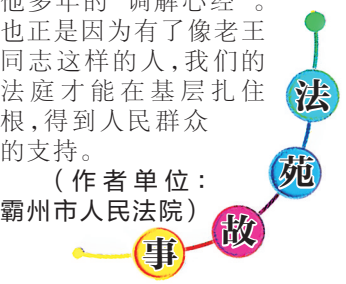 他多年的“调解心经”。
也正是因为有了像老王
同志这样的人，我们的
法庭才能在基层扎住
根，得到人民群众
的支持。
（作者单位：
霸州市人民法院）
法
苑
故
事